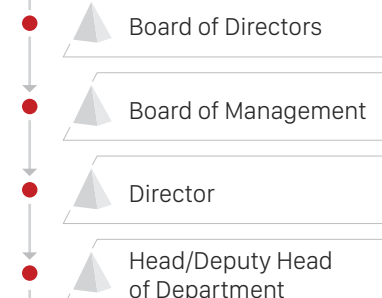 Board of Directors
Board of Management
Director
Head/Deputy Head
of Department